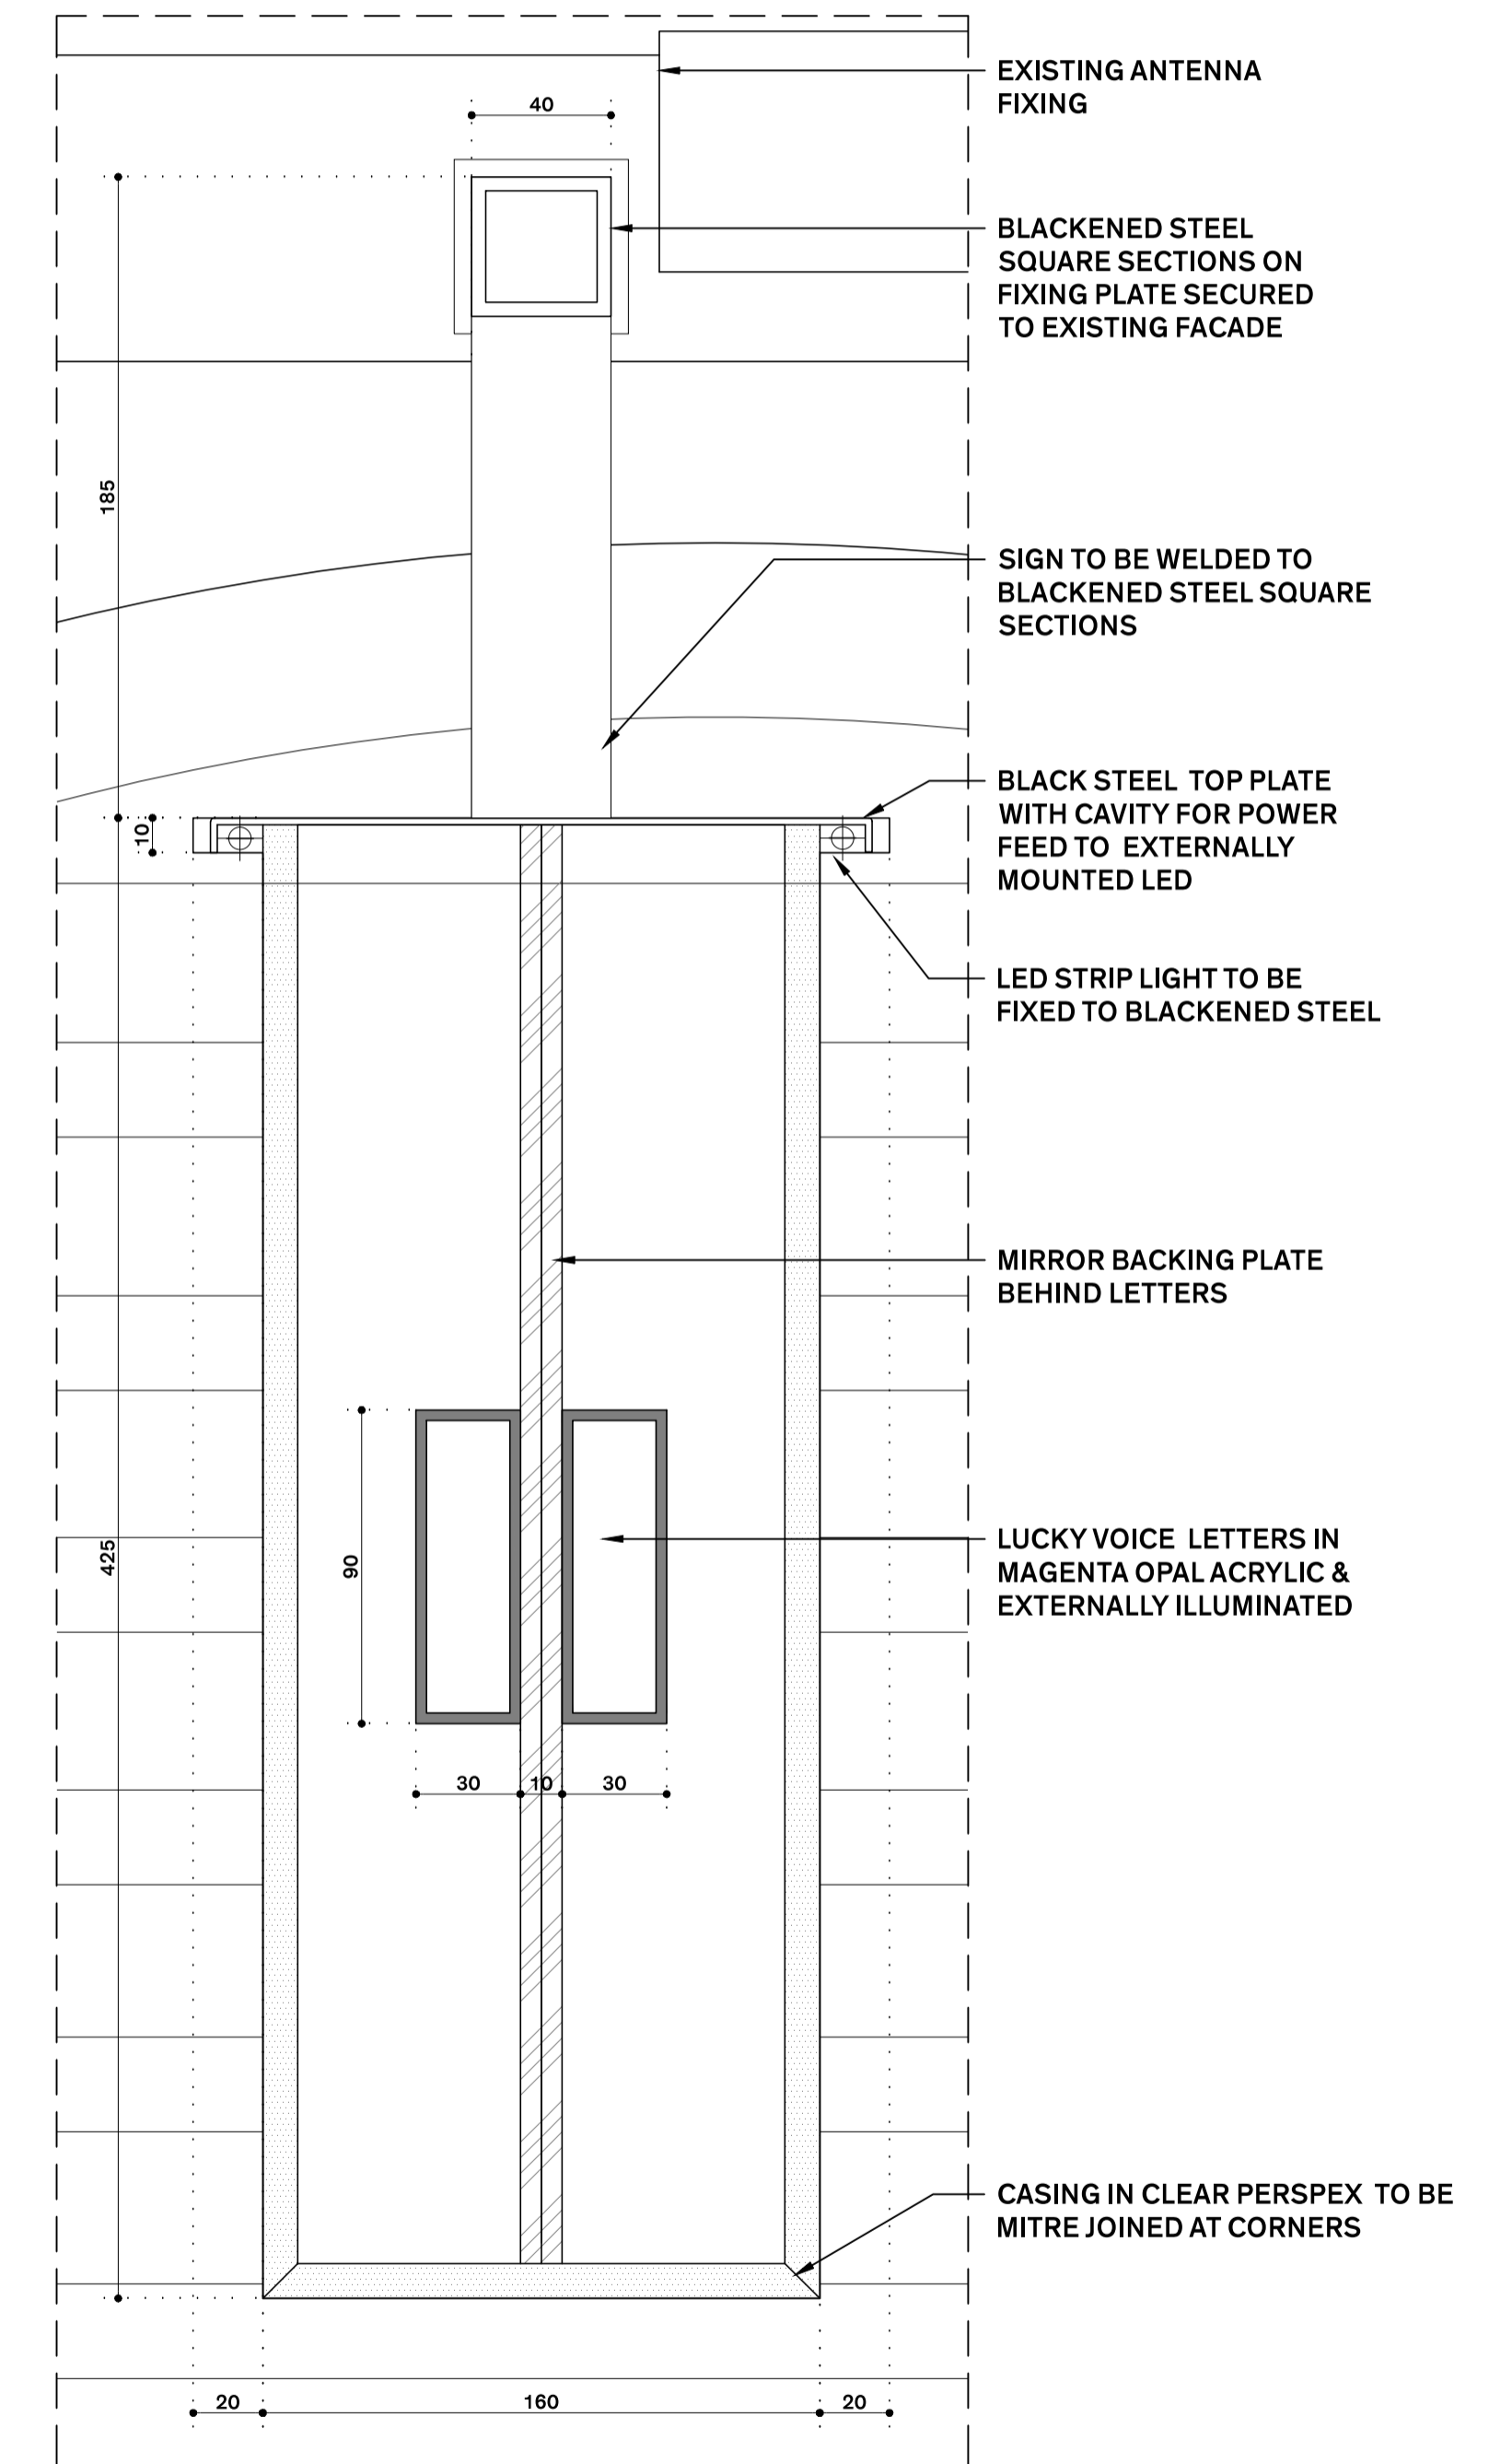 EXISTING ANTENNA
FIXING
40
BLACKENED STEEL
SQUARE SECTIONS ON
FIXING PLATE SECURED
TO EXISTING FACADE
185
SIGN TO BE WELDED TO
BLACKENED STEEL SQUARE
SECTIONS
BLACK STEEL TOP PLATE
WITH CAVITY FOR POWER
FEED TO EXTERNALLY
MOUNTED LED
10
LED STRIP LIGHT TO BE
FIXED TO BLACKENED STEEL
MIRROR BACKING PLATE
BEHIND LETTERS
425
90
LUCKY VOICE LETTERS IN
MAGENTA OPAL ACRYLIC &
EXTERNALLY ILLUMINATED
30 10 30
CASING IN CLEAR PERSPEX TO BE
MITRE JOINED AT CORNERS
20 160 20